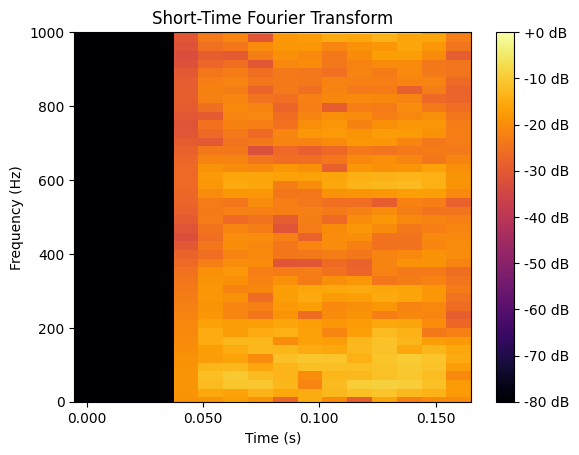 Short-Time Fourier Transform
1000
800
600
400
200
0
Frequency (Hz)
0.000
0.050
0.100
0.150
Time (s)
+0 dB
-10 dB
-20 dB
-30 dB
-40 dB
-50 dB
-60 dB
-70 dB
-80 dB